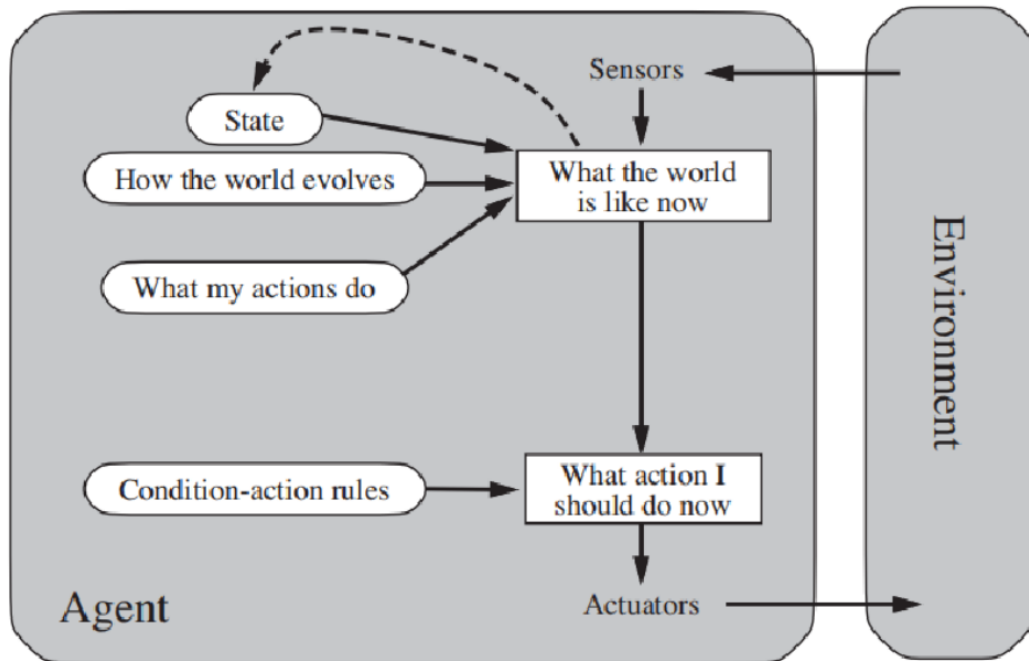 Sensors
State
What the world
is like now
How the world evolves
What my actions do
Environment
Condition-action rules
What action I
should do now
Agent
Actuators